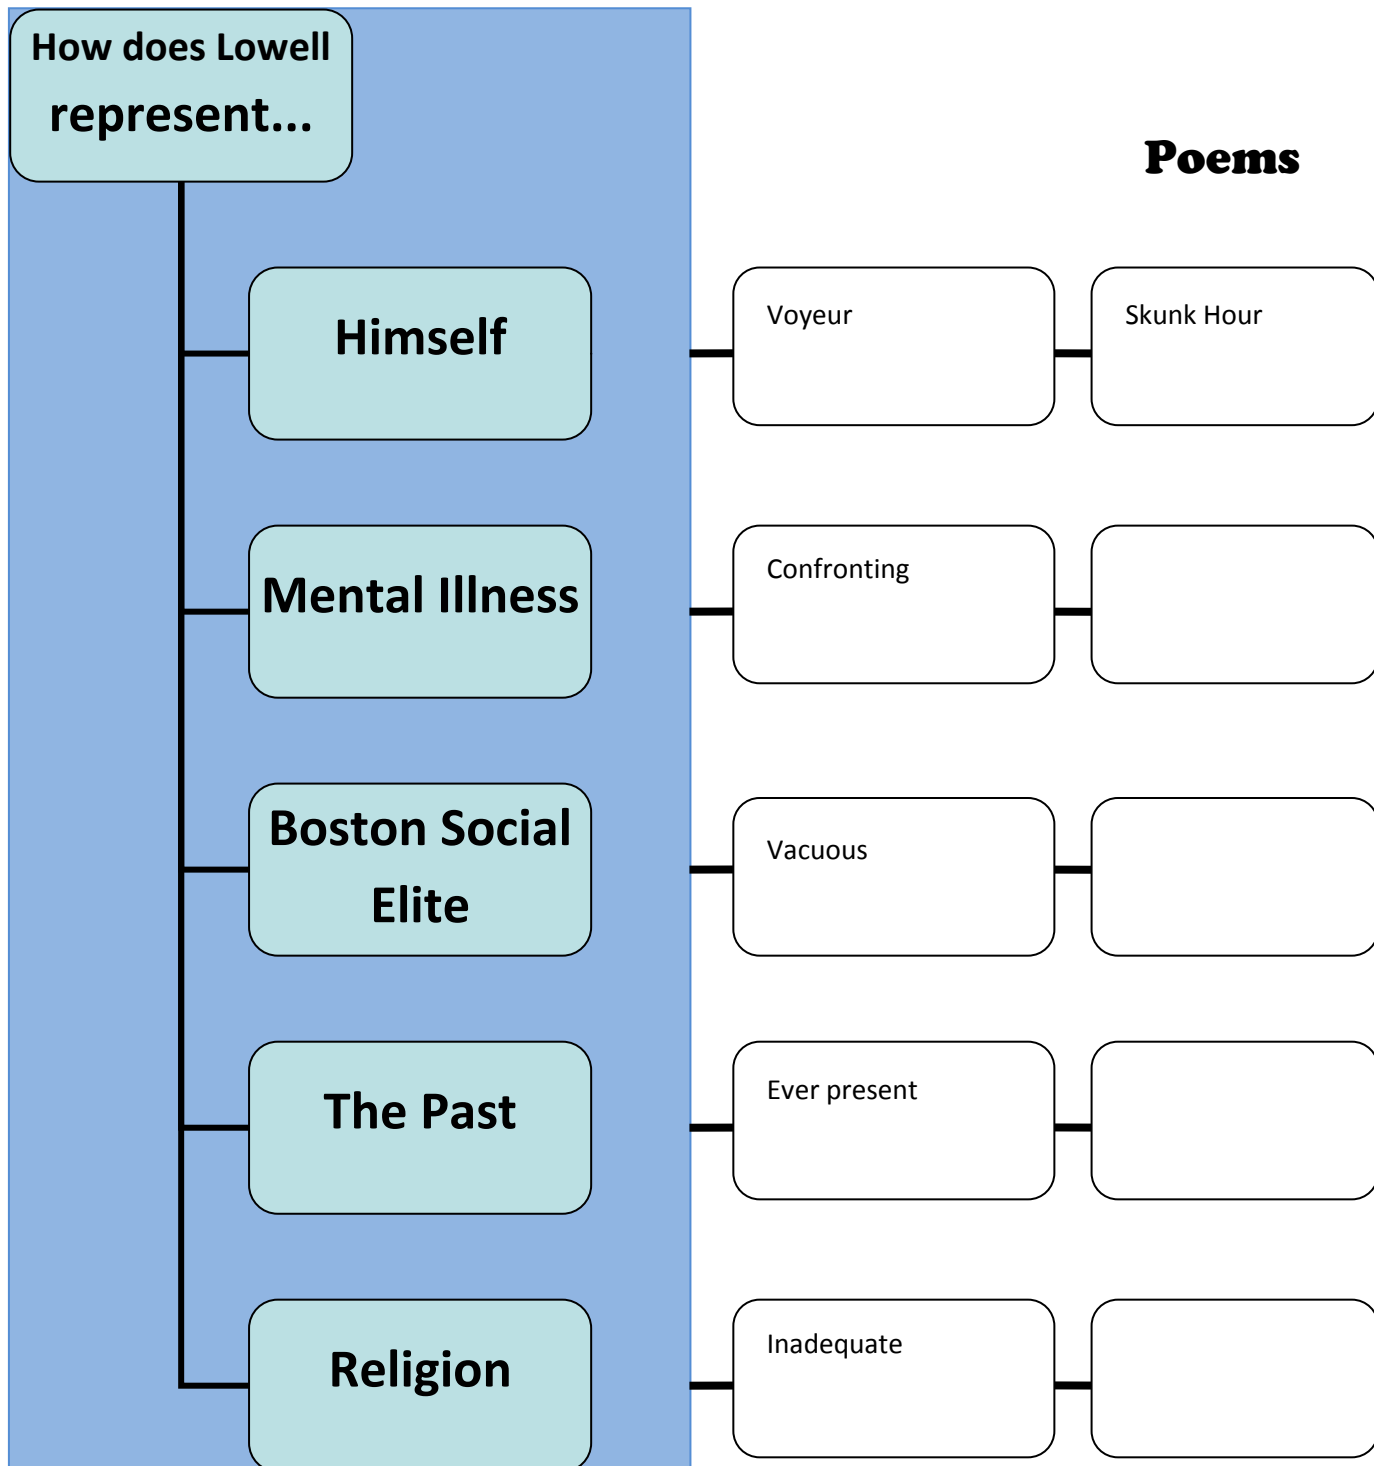 How does Lowell
represent...
Poems
Himself
Voyeur
Skunk Hour
Mental Illness
Confronting
Boston Social
Elite
Vacuous
The Past
Ever present
Religion
Inadequate